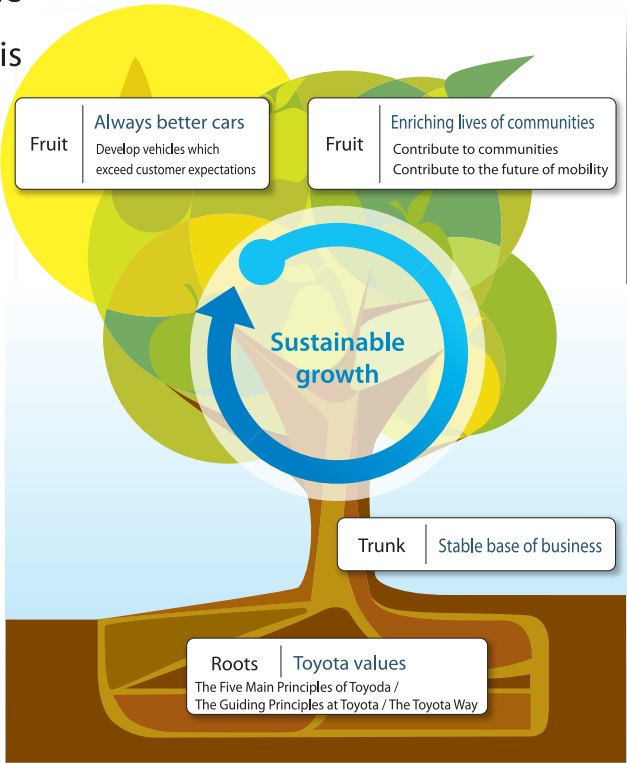 is
Fruit
Always better cars
Develop vehicles which
exceed customer expectations
Fruit
Enriching lives of communities
Contribute to communities
Contribute to the future of mobility
Sustainable
growth
Trunk
Stable base of business
Roots
Toyota values
The Five Main Principles of Toyoda /
The Guiding Principles at Toyota / The Toyota Way